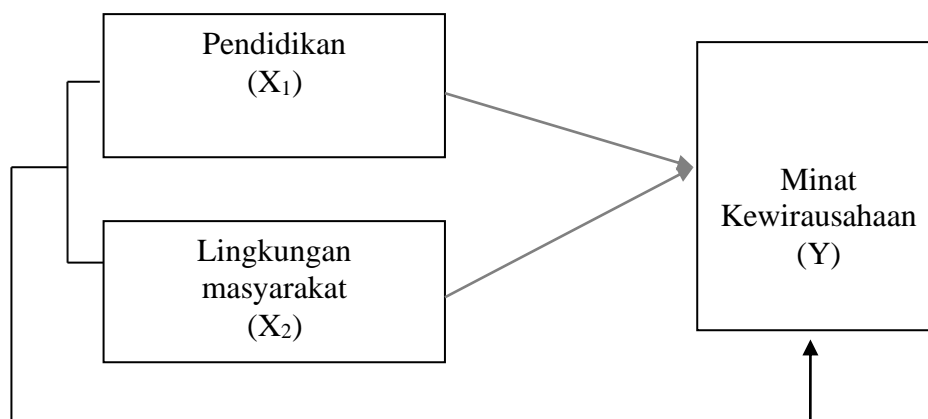 Pendidikan
(X₁)
Lingkungan
masyarakat
(X₂)
Minat
Kewirausahaan
(Y)